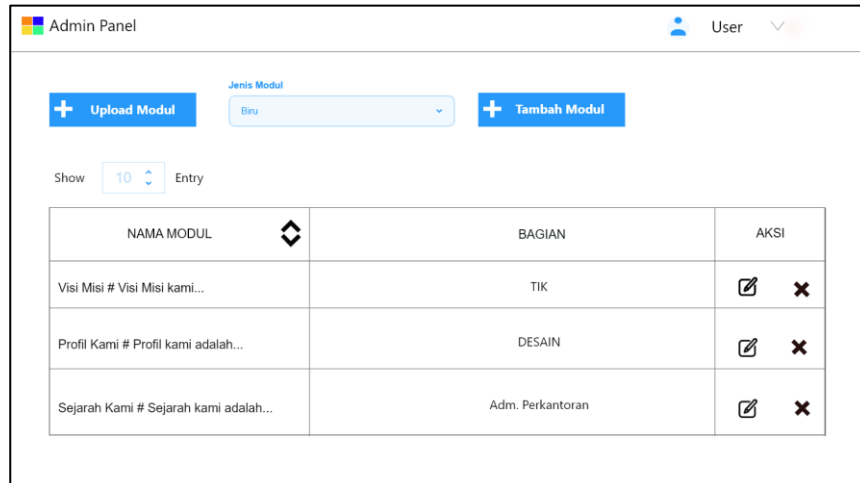 Admin Panel
User
Jenis Modul
Upload Modul
Biru
Tambah Modul
Show 10 Entry
NAMA MODUL BAGIAN AKSI
Visi Misi # Visi Misi kami... TIK
Profil Kami # Profil kami adalah... DESAIN
Sejarah Kami # Sejarah kami adalah... Adm. Perkantoran